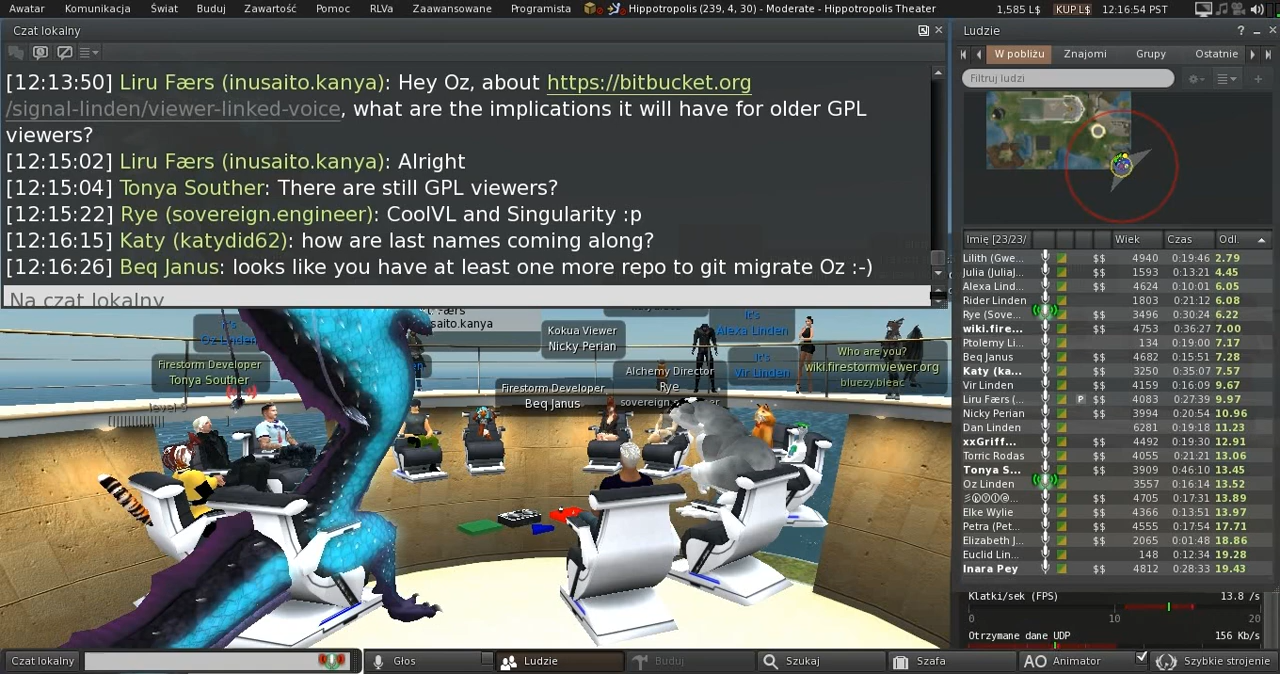 Awatar Komunikacja Świat Buduj Zawartość Pomoc RLVa Zaawansowane Programista Hippotropolis (239, 4, 30) - Moderate - Hippotropolis Theater 1,585 L$ KUP L$ 12:16:54 PST
Czat lokalny
[12:13:50] Liru Færs (inusaito.kanya): Hey Oz, about https://bitbucket.org
/signal-linden/viewer-linked-voice, what are the implications it will have for older GPL
viewers?
[12:15:02] Liru Færs (inusaito.kanya): Alright
[12:15:04] Tonya Souther: There are still GPL viewers?
[12:15:22] Rye (sovereign.engineer): CoolVL and Singularity :p
[12:16:15] Katy (katydid62): how are last names coming along?
[12:16:26] Beq Janus: looks like you have at least one more repo to git migrate Oz :-)
Na czat lokalny
It's
Oz Linden
Firestorm Developer
Tonya Souther
level 9
saito.kanya
Kokua Viewer
Nicky Perian
Firestorm Developer
Beq Janus
Alchemy Director
Rye
It's
Alexa Linden
It's
Vir Linden
Who are you?
wiki.firestormviewer.org
bluezy.bleac
Ludzie
W pobliżu Znajomi Grupy Ostatnie
Filtruj ludzi
Imię [23/23/ Wiek Czas Odl.
Lilith (Gwe... $$ 4940 0:19:46 2.79
Julia (JuliaJ... $$ 1593 0:13:21 4.45
Alexa Lind... $$ 4624 0:10:01 6.05
Rider Linden 1803 0:21:12 6.08
Rye (Sove... $$ 3496 0:30:24 6.22
wiki.fire... $$ 4753 0:36:27 7.00
Ptolemy Li... 134 0:19:00 7.17
Beq Janus $$ 4682 0:15:51 7.28
Katy (ka... $$ 3250 0:35:07 7.57
Vir Linden $$ 4159 0:16:09 9.67
Liru Færs (... P $$ 4083 0:27:39 9.97
Nicky Perian $$ 3994 0:20:54 10.96
Dan Linden 6281 0:19:18 11.23
xxGriff... $$ 4492 0:19:30 12.91
Torric Rodas $$ 4055 0:21:21 13.06
Tonya S... $$ 3909 0:46:10 13.45
Oz Linden 3557 0:16:14 13.52
$$ 4705 0:17:31 13.89
Elke Wylie $$ 4366 0:13:51 13.97
Petra (Pet... $$ 4555 0:17:54 17.71
Elizabeth J... $$ 2065 0:01:48 18.86
Euclid Lin... 148 0:12:34 19.28
Inara Pey $$ 4812 0:28:33 19.43
Klatki/sek (FPS) 13.8 /s
0 10 20
Otrzymane dane UDP 156 Kb/s
Czat lokalny Głos Ludzie Buduj Szukaj Szafa AO Animator Szybkie strojenie